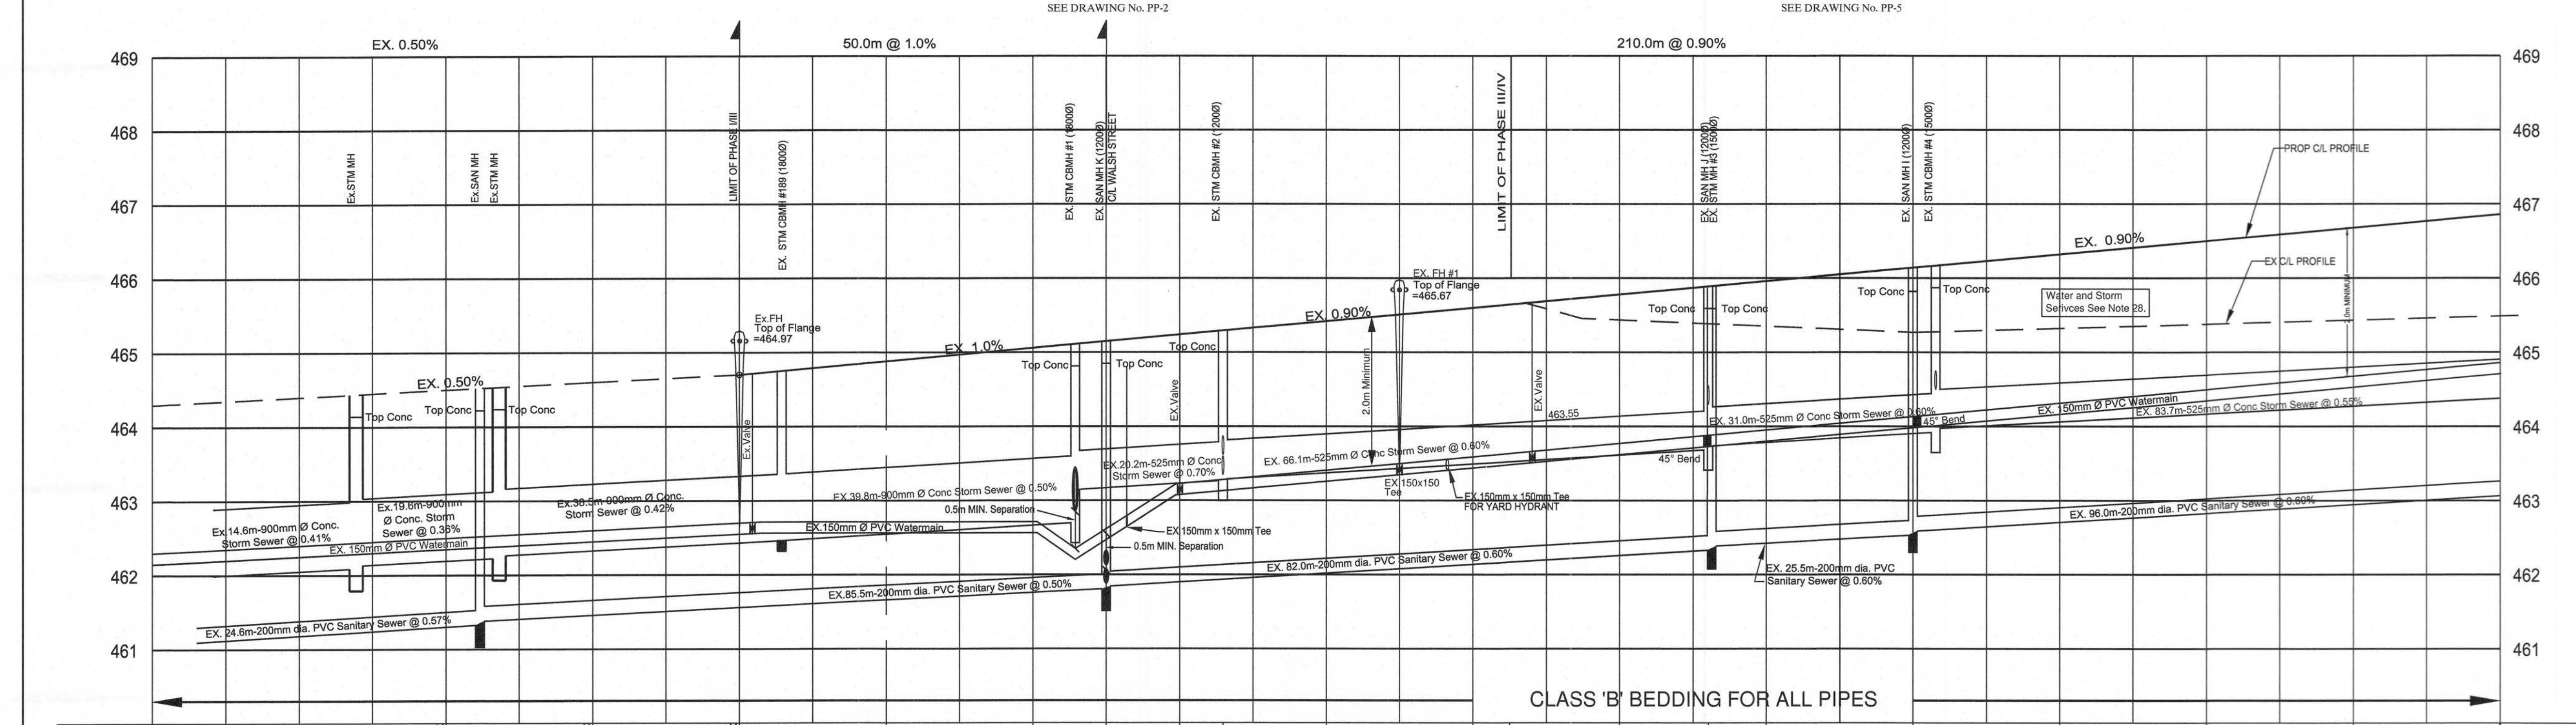 SEE DRAWING No. PP-2
SEE DRAWING No. PP-5
EX. 0.50%
50.0m @ 1.0%
210.0m @ 0.90%
469
469
468
468
467
467
466
466
465
465
464
464
463
463
462
462
461
461
Ex.STM MH
Ex.SAN MH
Ex.STM MH
LIMIT OF PHASE I/III
EX. STM CBMH #189 (1800Ø)
EX.STM CBMH #1 (1800Ø)
EX. SAN MH K (1200Ø)
C/L WALSH STREET
EX. STM CBMH #2 (1200Ø)
LIMIT OF PHASE III/IV
EX. SAN MH J (1200Ø)
EX. STM MH #3 (1500Ø)
EX. SAN MH I (1200Ø)
EX. STM CBMH #4 (1500Ø)
PROP C/L PROFILE
EX. 0.90%
EX C/L PROFILE
2.0m MINIMUM
Water and Storm
Serivces See Note 28.
EX. FH #1
Top of Flange
=465.67
Ex.FH
Top of Flange
=464.97
EX. 0.90%
EX. 1.0%
EX. 0.50%
Top Conc
Top Conc
Top Conc
Top Conc
Top Conc
Top Conc
Top Conc
Top Conc
Top Conc
Top Conc
Ex.Valve
EX.Valve
2.0m Minimum
EX.Valve
463.55
EX. 31.0m-525mm Ø Conc Storm Sewer @ 0.60%
45° Bend
EX. 150mm Ø PVC Watermain
EX. 83.7m-525mm Ø Conc Storm Sewer @ 0.55%
45° Bend
EX. 66.1m-525mm Ø Conc Storm Sewer @ 0.60%
EX.20.2m-525mm Ø Conc
Storm Sewer @ 0.70%
EX 150x150
Tee
EX.150mm x 150mm Tee
FOR YARD HYDRANT
EX.39.8m-900mm Ø Conc Storm Sewer @ 0.50%
0.5m MIN. Separation
EX.150mm Ø PVC Watermain
EX 150mm x 150mm Tee
0.5m MIN. Separation
Ex.14.6m-900mm Ø Conc.
Storm Sewer @ 0.41%
Ex.19.6m-900mm
Ø Conc. Storm
Sewer @ 0.36%
Ex.38.5m-900mm Ø Conc.
Storm Sewer @ 0.42%
EX. 150mm Ø PVC Watermain
EX. 24.6m-200mm dia. PVC Sanitary Sewer @ 0.57%
EX.85.5m-200mm dia. PVC Sanitary Sewer @ 0.50%
EX. 82.0m-200mm dia. PVC Sanitary Sewer @ 0.60%
EX. 25.5m-200mm dia. PVC
Sanitary Sewer @ 0.60%
EX. 96.0m-200mm dia. PVC Sanitary Sewer @ 0.60%
CLASS 'B' BEDDING FOR ALL PIPES